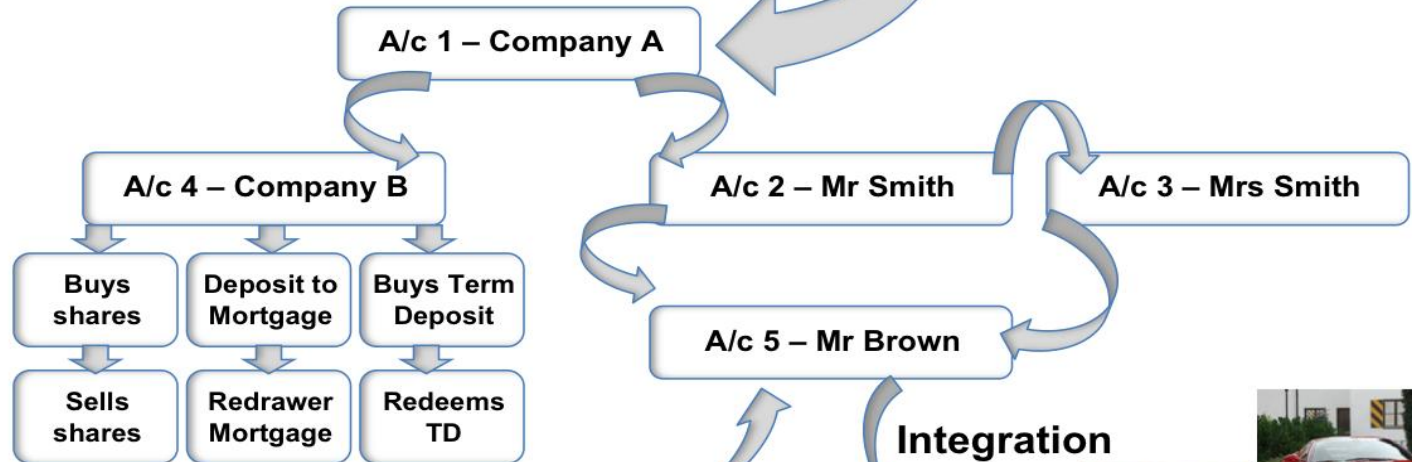 A/c 1 – Company A
A/c 4 – Company B
A/c 2 – Mr Smith
A/c 3 – Mrs Smith
Buys
shares
Deposit to
Mortgage
Buys Term
Deposit
A/c 5 – Mr Brown
Sells
shares
Redrawer
Mortgage
Redeems
TD
Integration